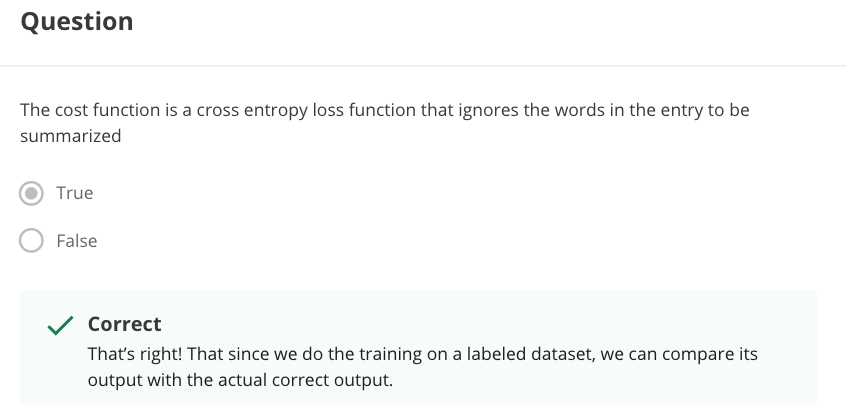 Question
The cost function is a cross entropy loss function that ignores the words in the entry to be
summarized
True
False
Correct
That's right! That since we do the training on a labeled dataset, we can compare its
output with the actual correct output.